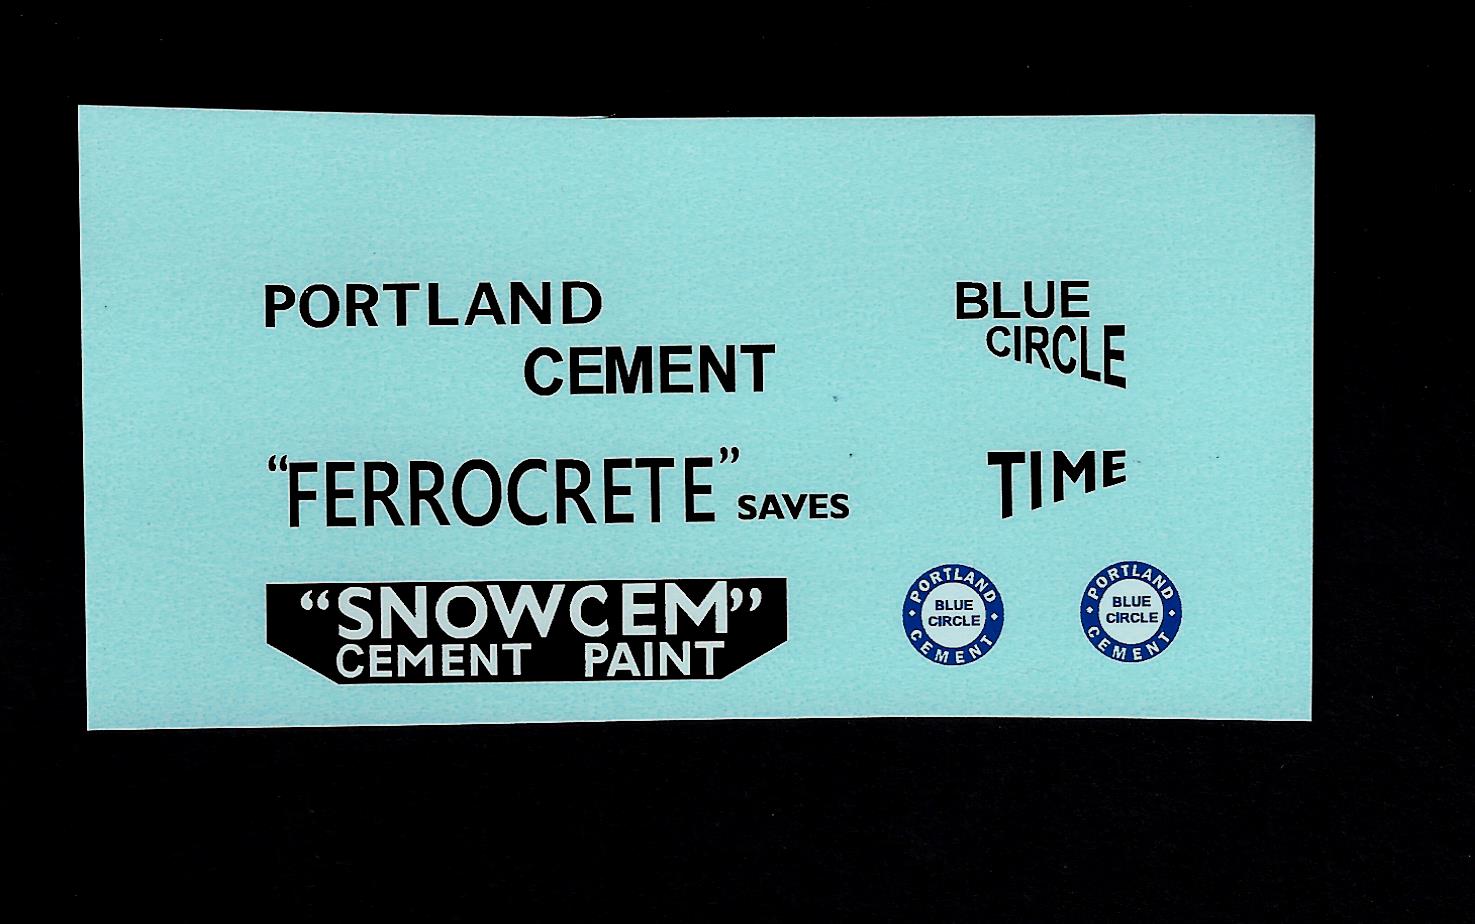 PORTLAND
CEMENT
BLUE
CIRCLE
"FERROCRETE" SAVES
TIME
"SNOWCEM"
CEMENT PAINT
PORTLAND
BLUE
CIRCLE
CEMENT
PORTLAND
BLUE
CIRCLE
CEMENT